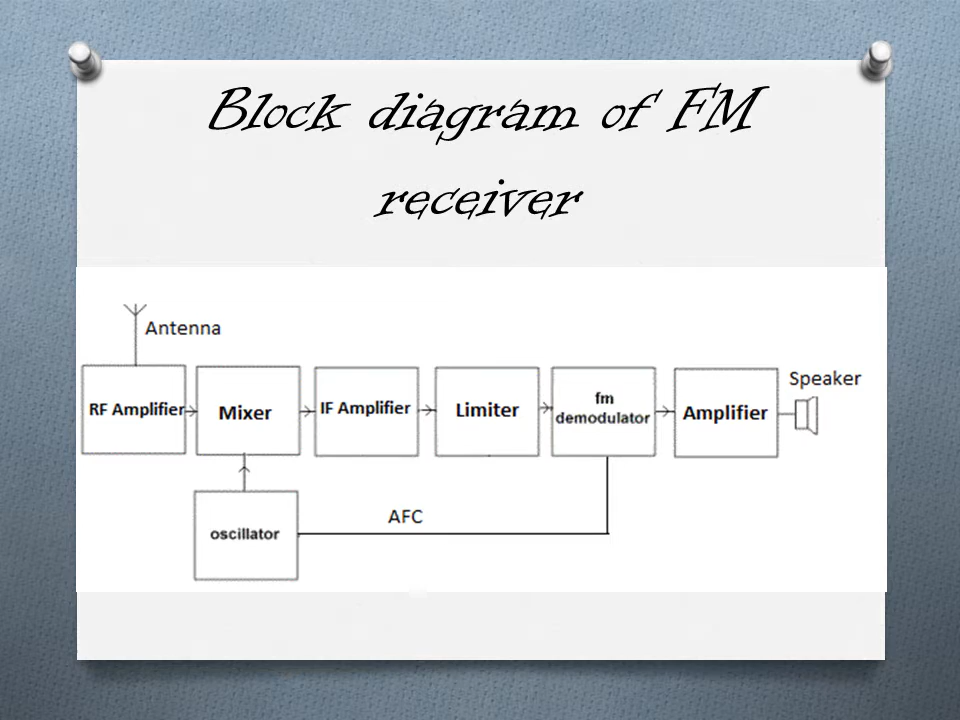 Block diagram of FM
receiver
Antenna
Speaker
RF Amplifier
Mixer
IF Amplifier
Limiter
fm
demodulator
Amplifier
oscillator
AFC